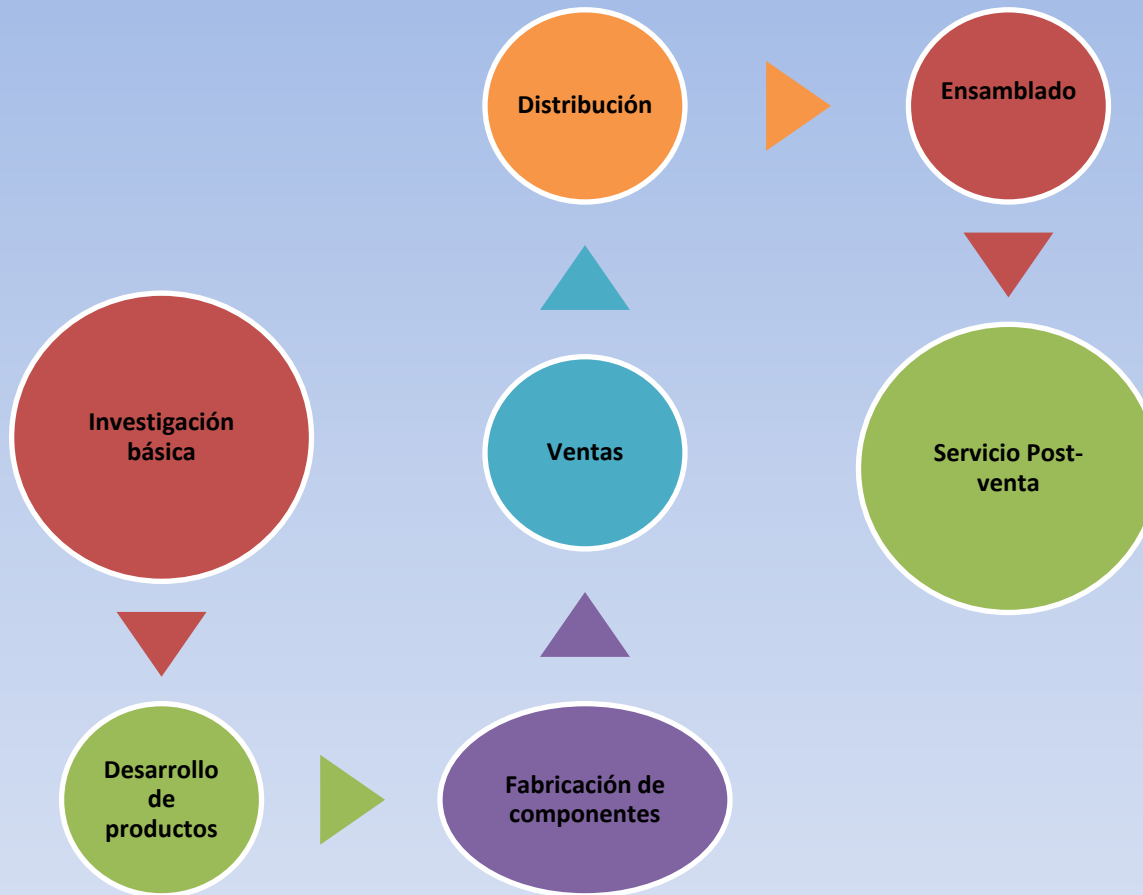 Distribución
Ensamblado
Investigación
básica
Ventas
Servicio Post-
venta
Desarrollo
de
productos
Fabricación de
componentes